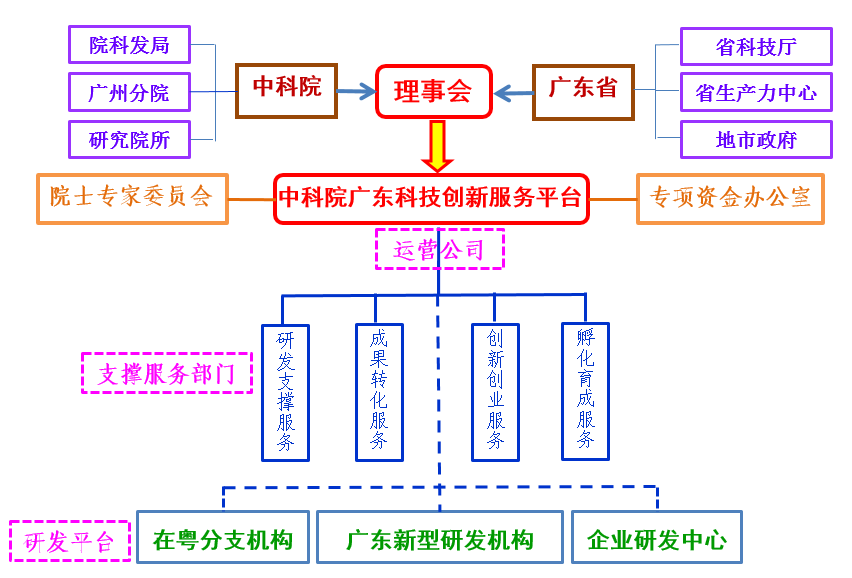 院科发局
广州分院
研究院所
中科院
理事会
广东省
省科技厅
省生产力中心
地市政府
院士专家委员会
中科院广东科技创新服务平台
专项资金办公室
运营公司
支撑服务部门
研发支撑服务
成果转化服务
创新创业服务
孵化育成服务
研发平台
在粤分支机构
广东新型研发机构
企业研发中心